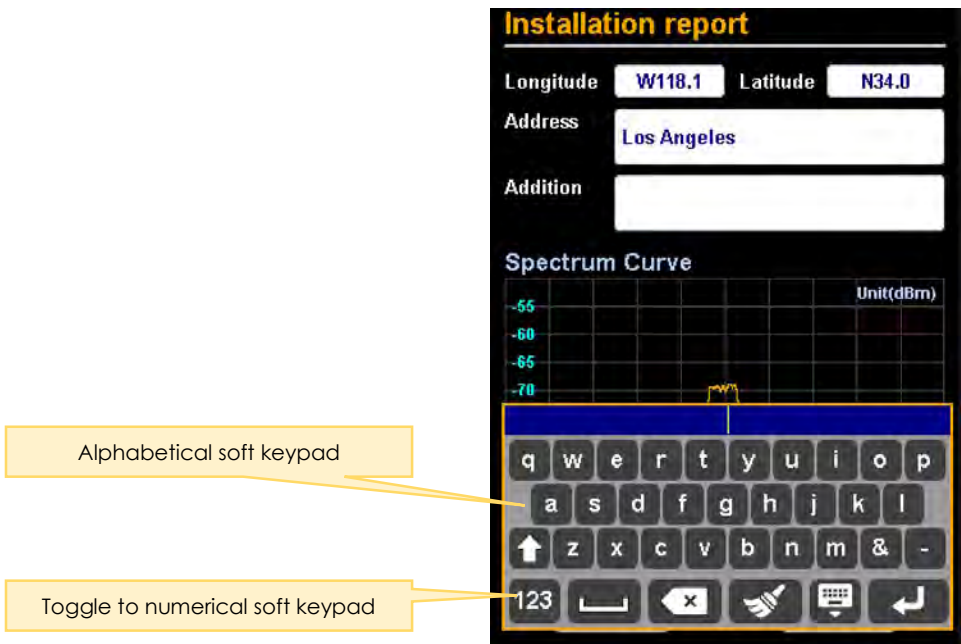 Installation report
Longitude W118.1 Latitude N34.0
Address
Los Angeles
Addition
Spectrum Curve
Unit(dBm)
-55
-60
-65
-70
Alphabetical soft keypad
q w e r t y u i o p
a s d f g h j k l
z x c v b n m & -
Toggle to numerical soft keypad
123